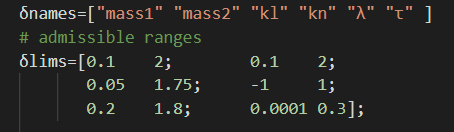 δnames=["mass1" "mass2" "kl" "kn" "λ" "τ" ]
# admissible ranges
δlims=[0.1 2; 0.1 2;
0.05 1.75; -1 1;
0.2 1.8; 0.0001 0.3];